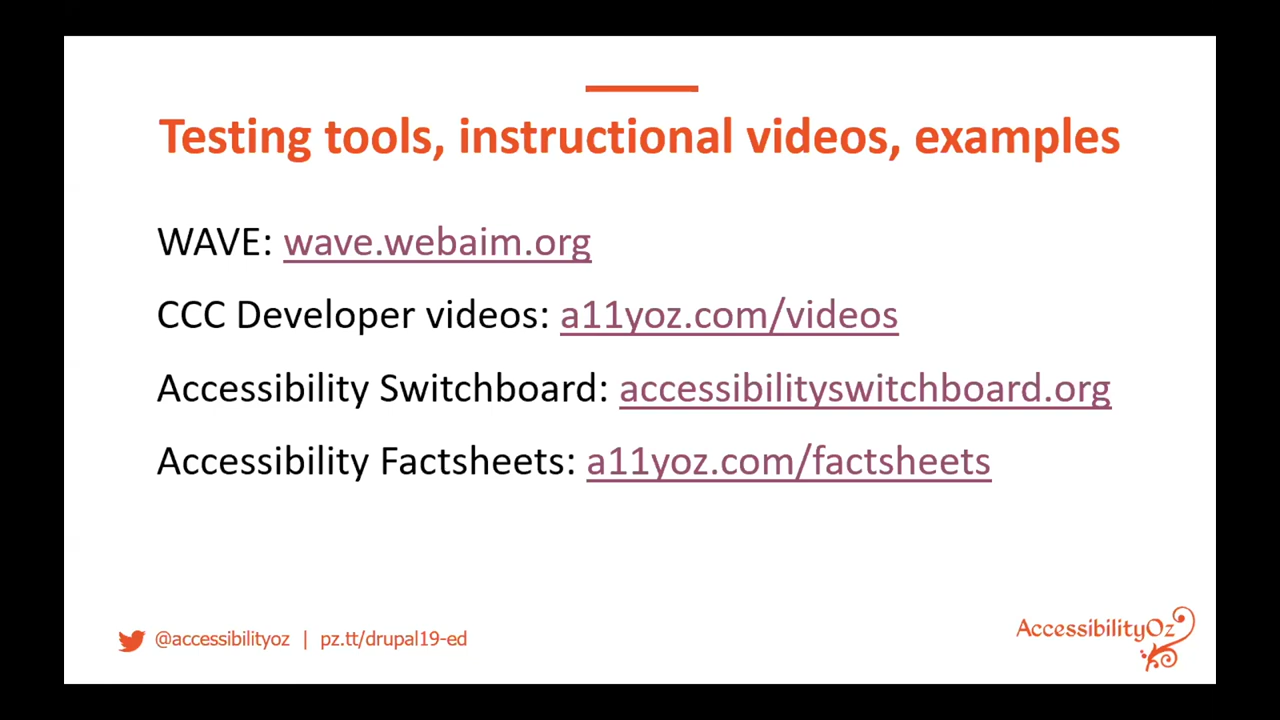 Testing tools, instructional videos, examples
WAVE: wave.webaim.org
CCC Developer videos: a11yoz.com/videos
Accessibility Switchboard: accessibilityswitchboard.org
Accessibility Factsheets: a11yoz.com/factsheets
@accessibilityoz | pz.tt/drupal19-ed
AccessibilityOz